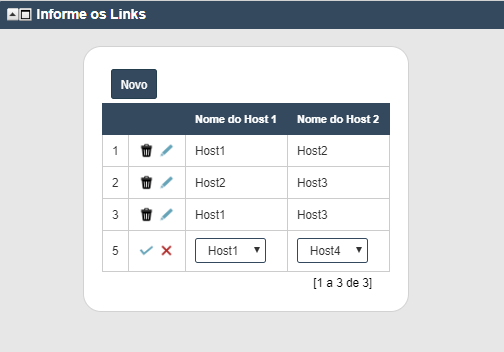 Informe os Links
Novo
Nome do Host 1 Nome do Host 2
1 Host1 Host2
2 Host2 Host3
3 Host1 Host3
5 Host1 Host4
[1 a 3 de 3]